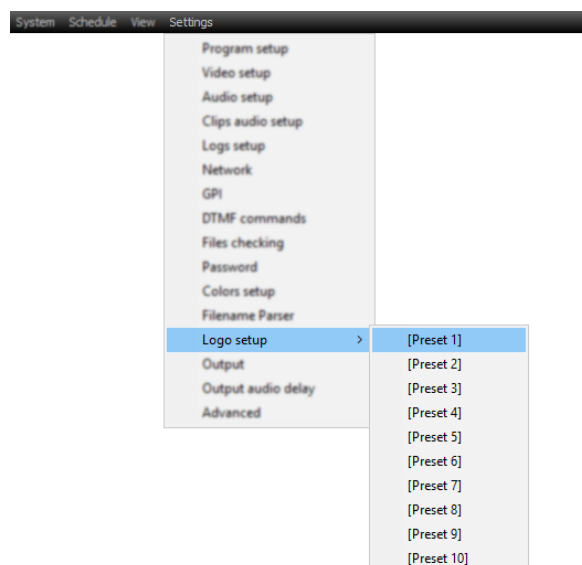 System Schedule View Settings
Program setup
Video setup
Audio setup
Clips audio setup
Logs setup
Network
GPI
DTMF commands
Files checking
Password
Colors setup
Filename Parser
Logo setup > [Preset 1]
Output [Preset 2]
Output audio delay [Preset 3]
Advanced [Preset 4]
[Preset 5]
[Preset 6]
[Preset 7]
[Preset 8]
[Preset 9]
[Preset 10]